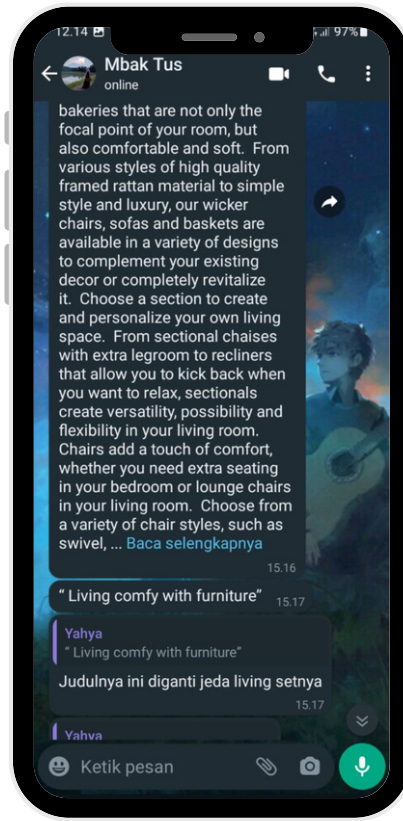 12.14
97%
Mbak Tus
online
bakeries that are not only the
focal point of your room, but
also comfortable and soft. From
various styles of high quality
framed rattan material to simple
style and luxury, our wicker
chairs, sofas and baskets are
available in a variety of designs
to complement your existing
decor or completely revitalize
it. Choose a section to create
and personalize your own living
space. From sectional chaises
with extra legroom to recliners
that allow you to kick back when
you want to relax, sectionals
create versatility, possibility and
flexibility in your living room.
Chairs add a touch of comfort,
whether you need extra seating
in your bedroom or lounge chairs
in your living room. Choose from
a variety of chair styles, such as
swivel, ... Baca selengkapnya
15.16
“ Living comfy with furniture” 15.17
Yahya
“ Living comfy with furniture”
Judulnya ini diganti jeda living setnya
15.17
Yahya
Ketik pesan